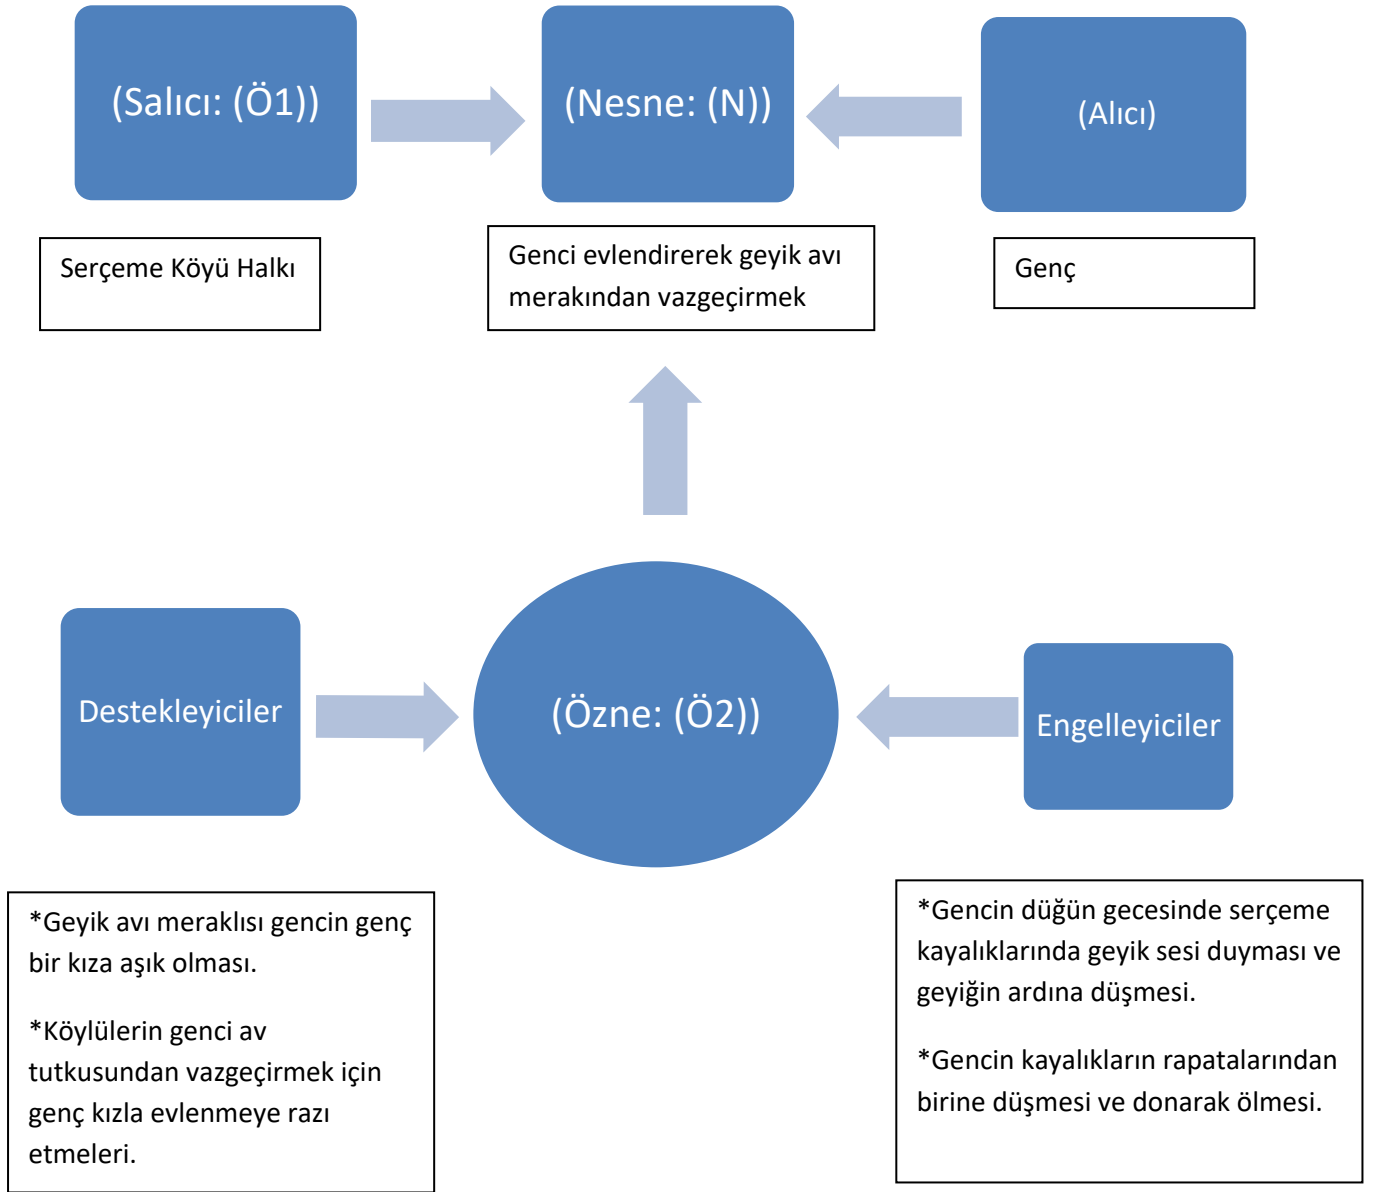 (Salıcı: (Ö1))
(Nesne: (N))
(Alıcı)
Serçeme Köyü Halkı
Genci evlendirerek geyik avı
merakından vazgeçirmek
Genç
Destekleyiciler
(Özne: (Ö2))
Engelleyiciler
*Geyik avı meraklısı gencin genç
bir kıza aşık olması.
*Köylülerin genci av
tutkusundan vazgeçirmek için
genç kızla evlenmeye razı
etmeleri.
*Gencin düğün gecesinde serçeme
kayalıklarında geyik sesi duyması ve
geyiğin ardına düşmesi.
*Gencin kayalıkların rapatalarından
birine düşmesi ve donarak ölmesi.